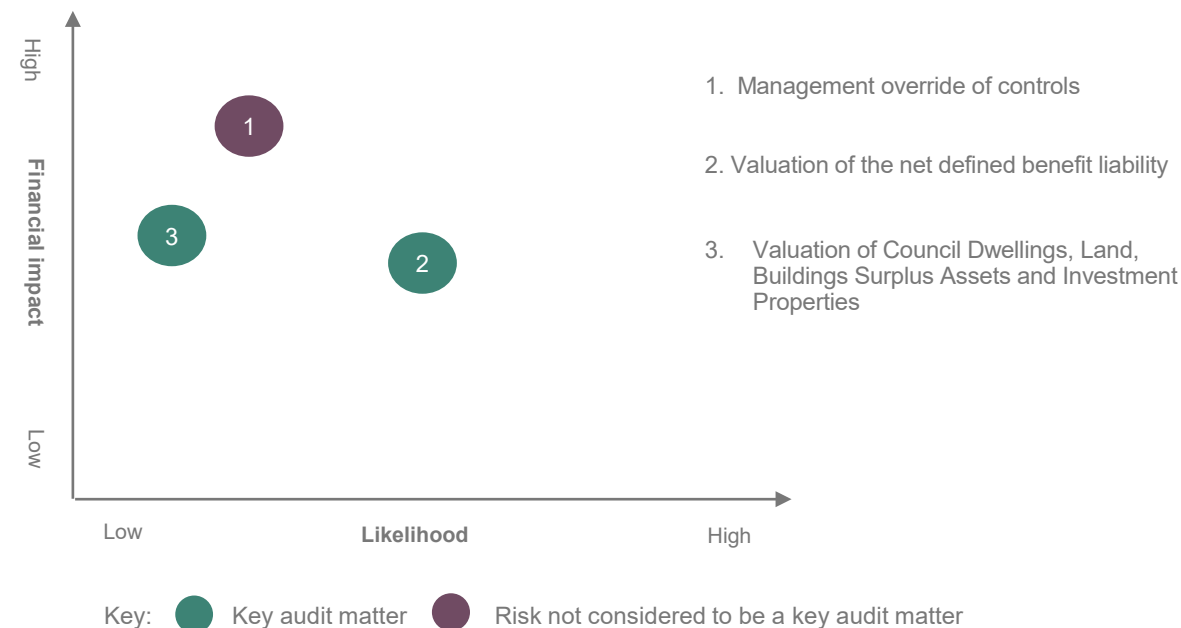 High
Financial impact
Low
1
3
2
1. Management override of controls
2. Valuation of the net defined benefit liability
3. Valuation of Council Dwellings, Land,
Buildings Surplus Assets and Investment
Properties
Low
Likelihood
High
Key:
Key audit matter
Risk not considered to be a key audit matter